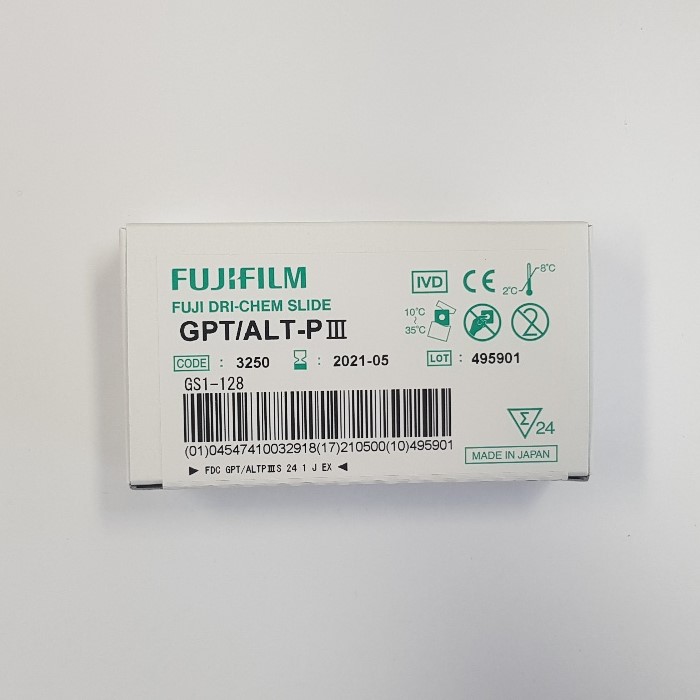 FUJIFILM
FUJI DRI-CHEM SLIDE
GPT/ALT-PⅢ
IVD CE 2℃ 8℃
10℃ ~ 35℃ 2
CODE : 3250 : 2021-05 LOT : 495901
GS1-128
(01)04547410032918(17)210500(10)495901
▶ FDC GPT/ALTPⅢS 24 1 J EX ◀
Σ 24
MADE IN JAPAN